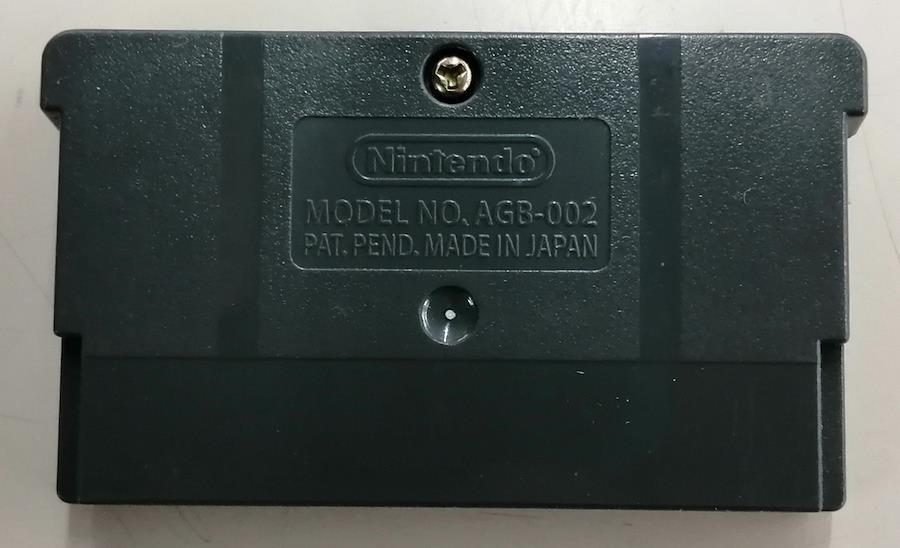 Nintendo®
MODEL NO. AGB-002
PAT. PEND. MADE IN JAPAN